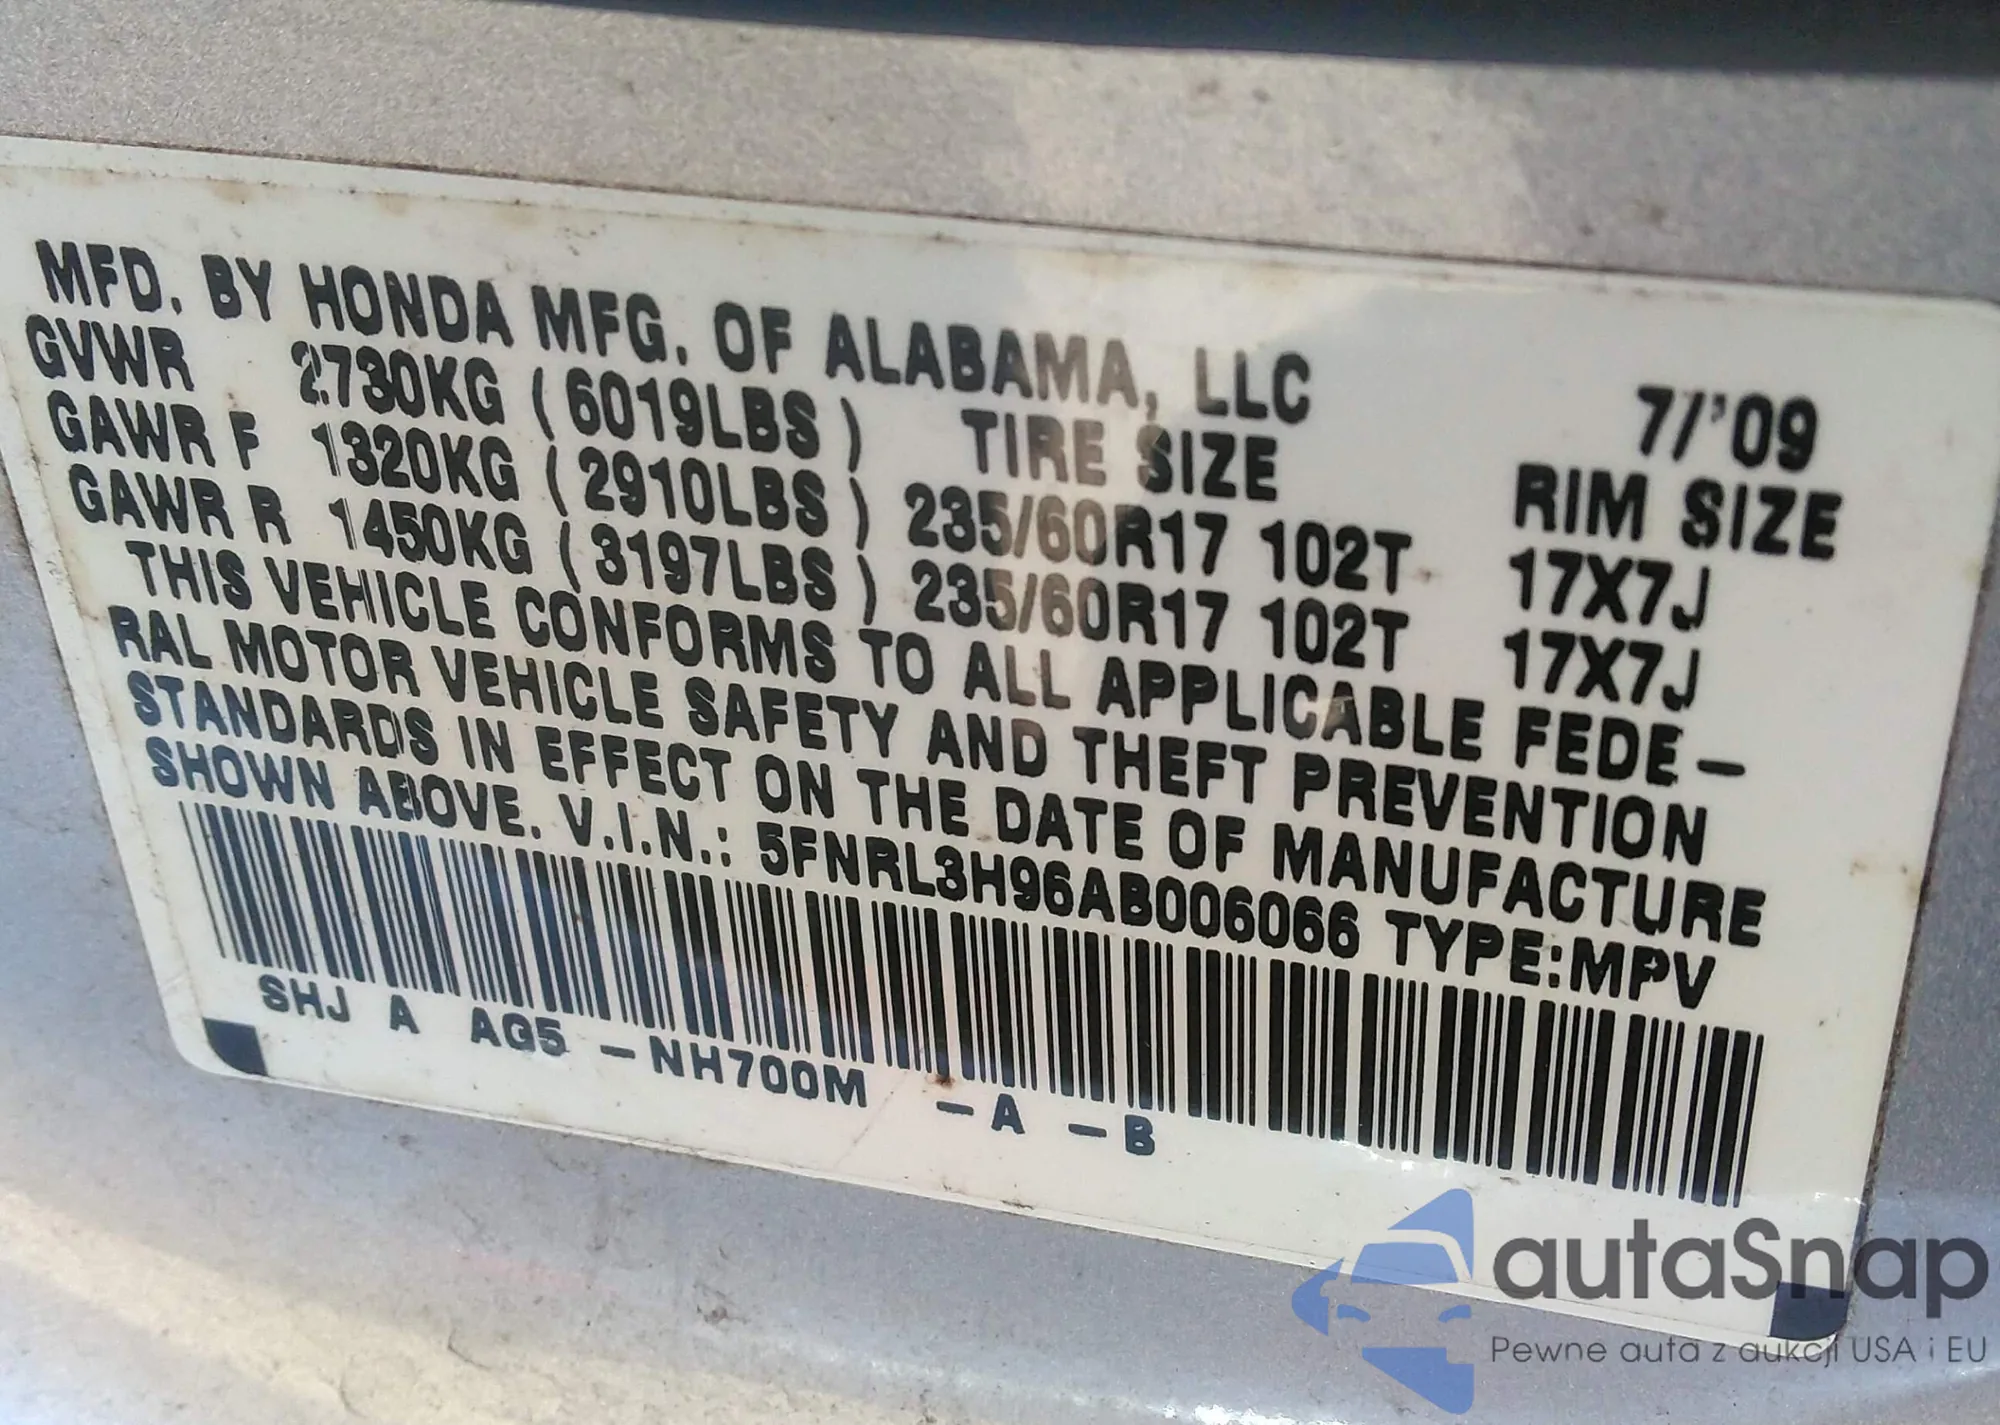 MFD. BY HONDA MFG. OF ALABAMA, LLC 7/'09
GVWR 2730KG ( 6019LBS ) TIRE SIZE RIM SIZE
GAWR F 1320KG ( 2910LBS ) 235/60R17 102T 17X7J
GAWR R 1450KG ( 3197LBS ) 235/60R17 102T 17X7J
THIS VEHICLE CONFORMS TO ALL APPLICABLE FEDE-
RAL MOTOR VEHICLE SAFETY AND THEFT PREVENTION
STANDARDS IN EFFECT ON THE DATE OF MANUFACTURE
SHOWN ABOVE. V.I.N.: 5FNRL3H96AB006066 TYPE:MPV
SHJ A AG5 -NH700M -A -B
autaSnap
Pewne auta z aukcji USA i EU